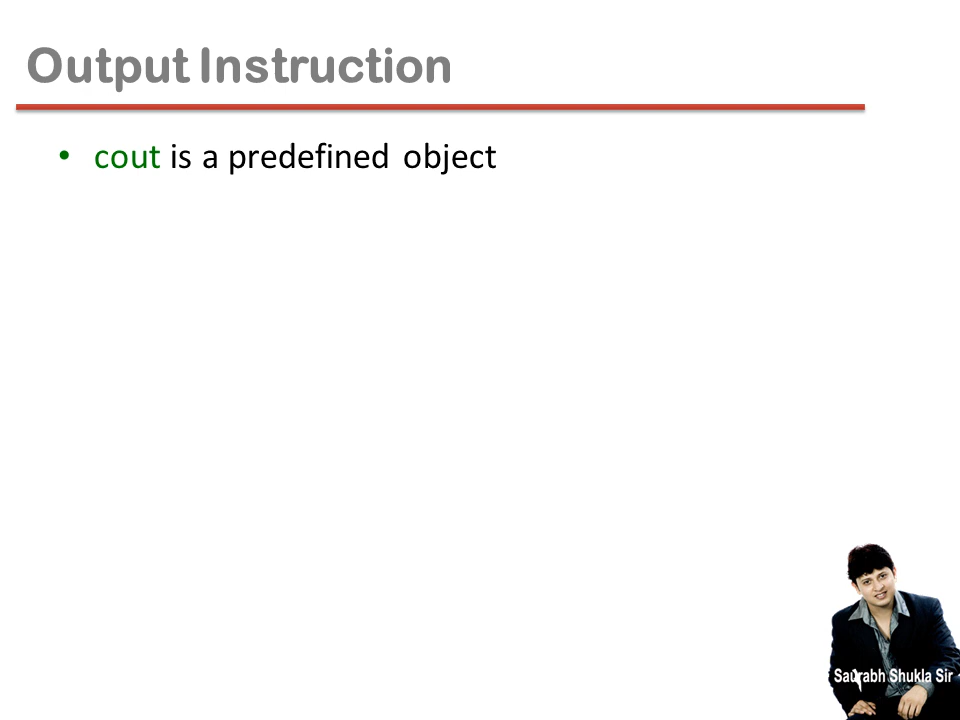 Output Instruction
• cout is a predefined object
Saurabh Shukla Sir